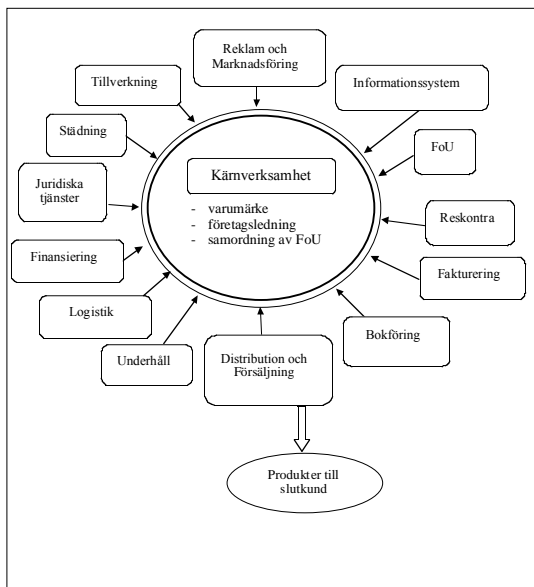 Reklam och
Marknadsföring
Tillverkning
Informationssystem
Städning
FoU
Kärnverksamhet
- varumärke
- företagsledning
- samordning av FoU
Juridiska
tjänster
Reskontra
Finansiering
Fakturering
Logistik
Bokföring
Underhåll
Distribution och
Försäljning
Produkter till
slutkund